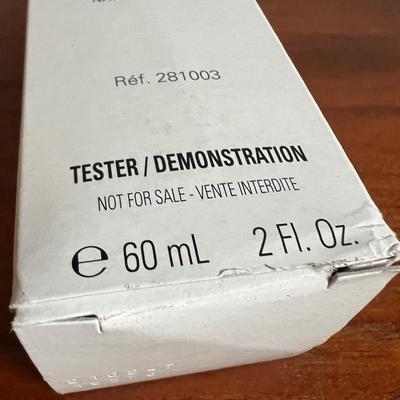 Réf. 281003
TESTER / DEMONSTRATION
NOT FOR SALE - VENTE INTERDITE
℮ 60 mL 2 Fl. Oz.